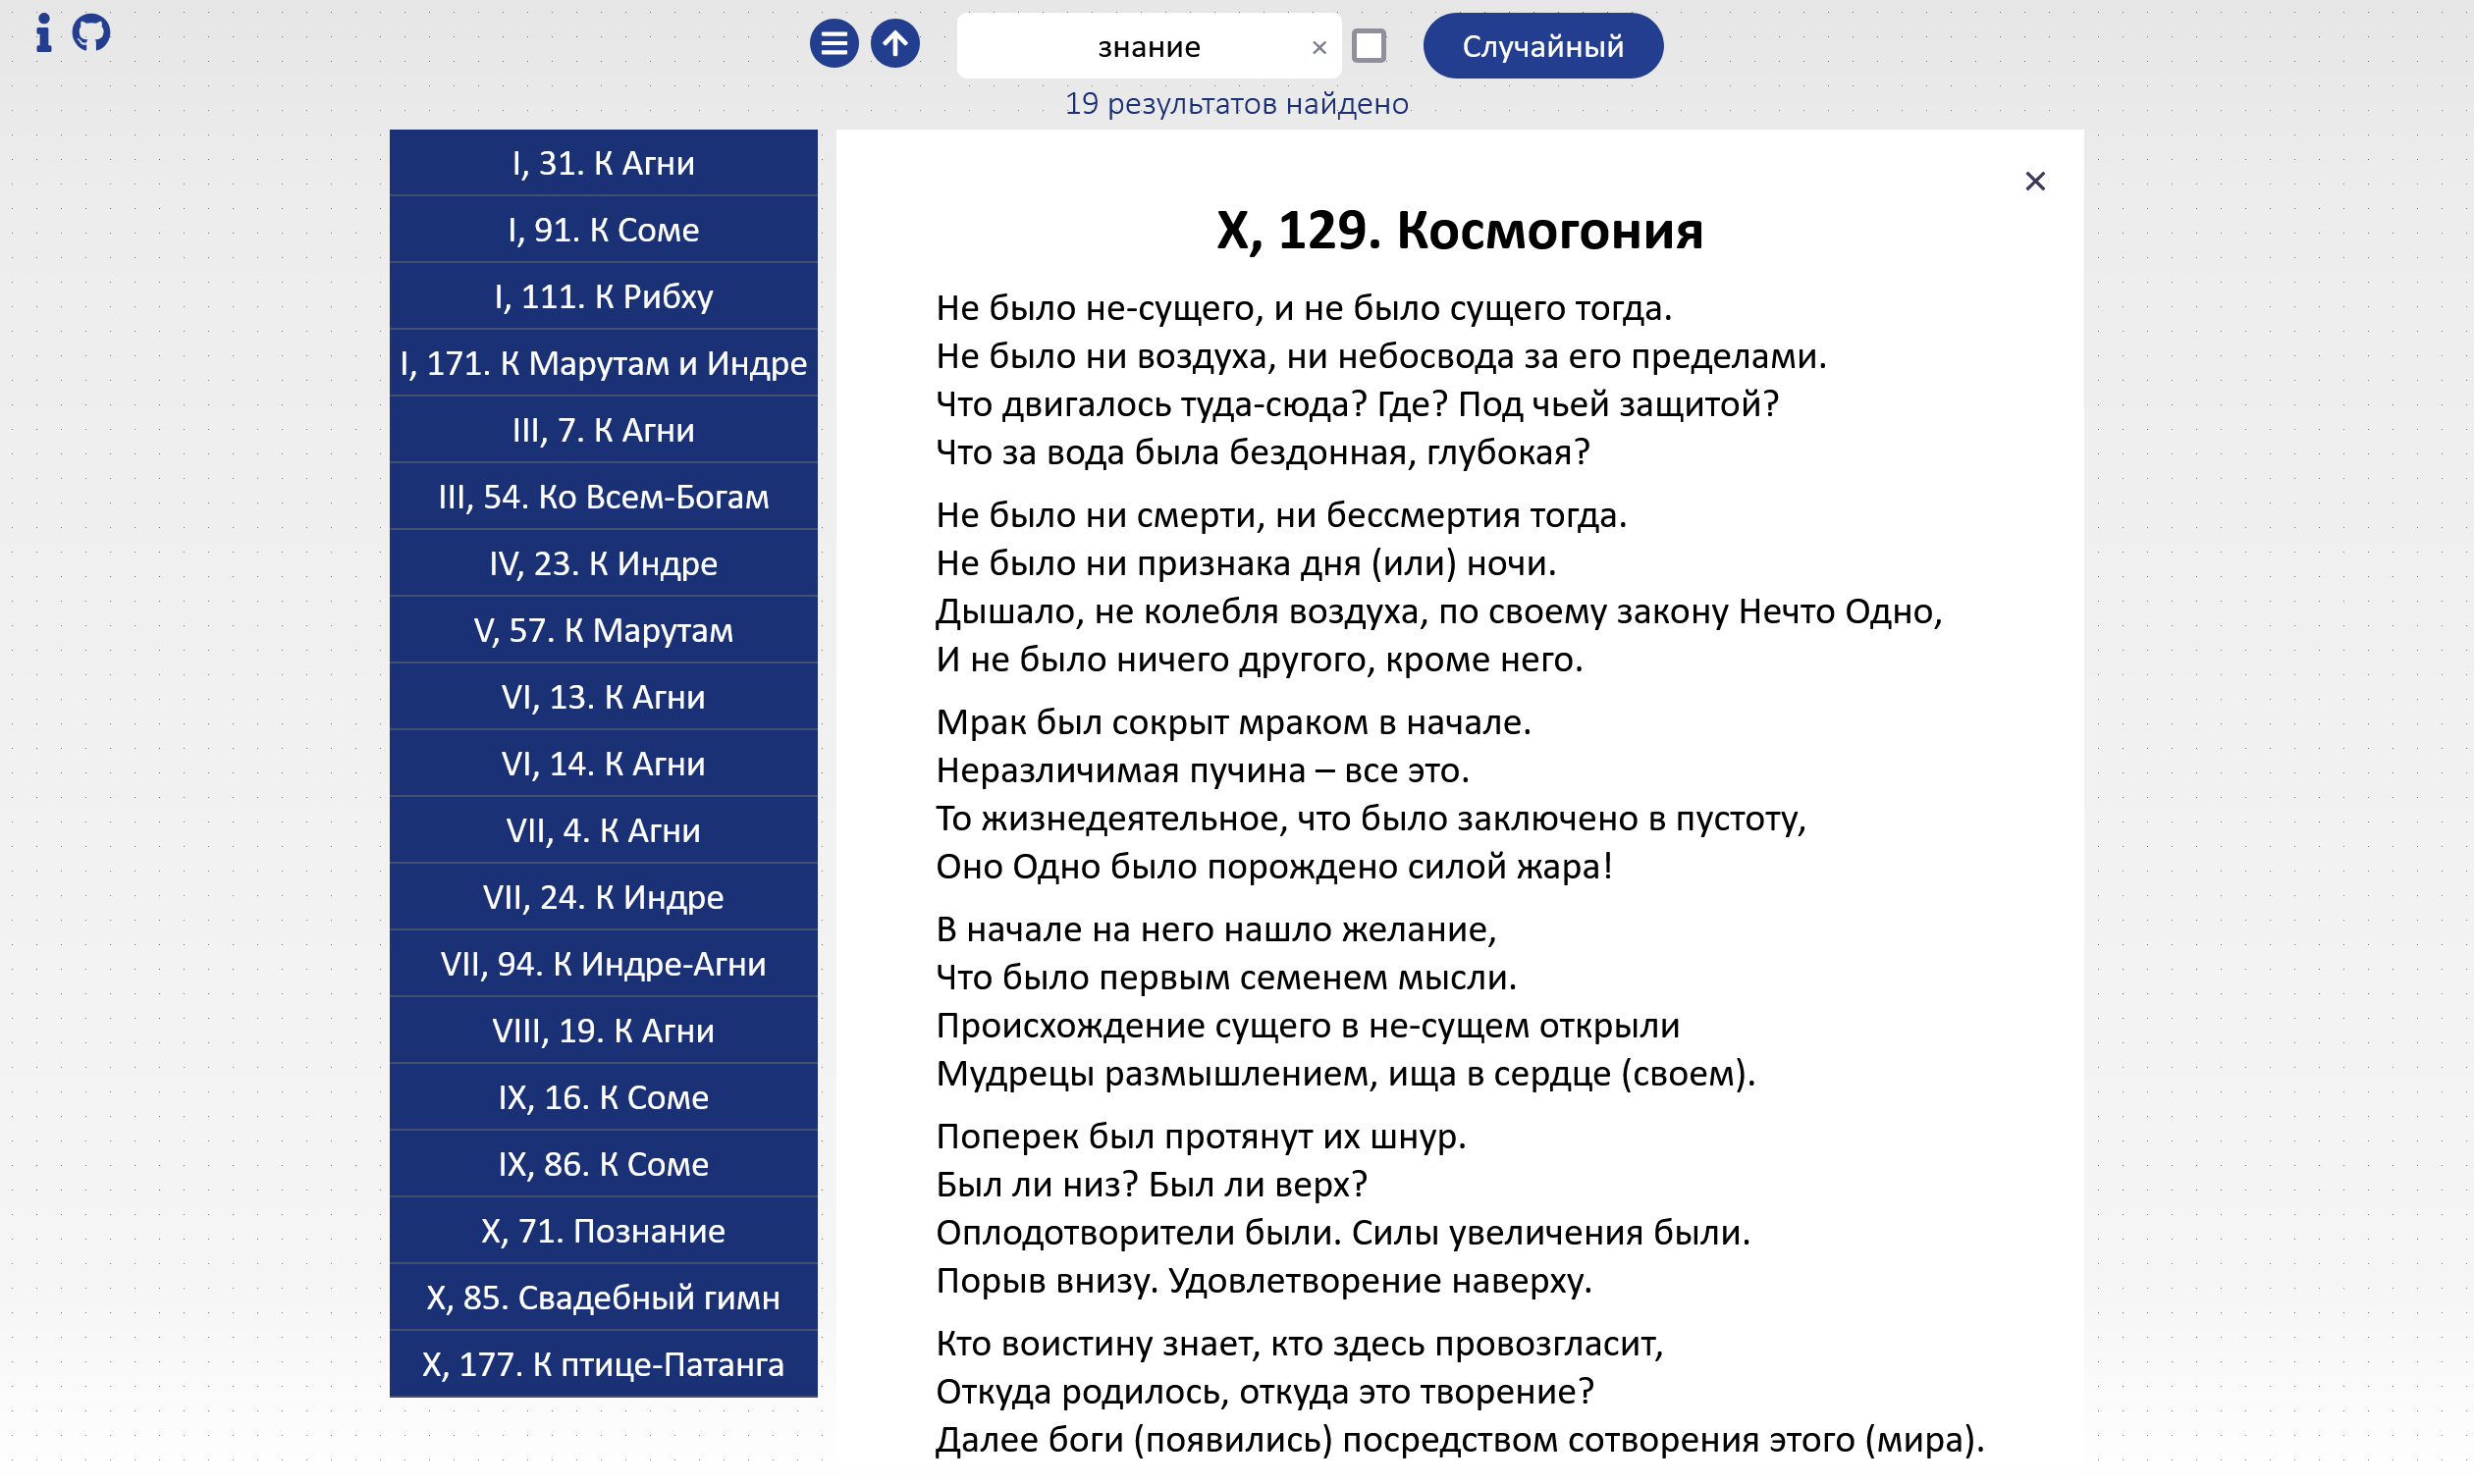 знание
Случайный
19 результатов найдено
I, 31. К Агни
I, 91. К Соме
I, 111. К Рибху
I, 171. К Марутам и Индре
III, 7. К Агни
III, 54. Ко Всем-Богам
IV, 23. К Индре
V, 57. К Марутам
VI, 13. К Агни
VI, 14. К Агни
VII, 4. К Агни
VII, 24. К Индре
VII, 94. К Индре-Агни
VIII, 19. К Агни
IX, 16. К Соме
IX, 86. К Соме
X, 71. Познание
X, 85. Свадебный гимн
X, 177. К птице-Патанга
X, 129. Космогония
Не было не-сущего, и не было сущего тогда.
Не было ни воздуха, ни небосвода за его пределами.
Что двигалось туда-сюда? Где? Под чьей защитой?
Что за вода была бездонная, глубокая?
Не было ни смерти, ни бессмертия тогда.
Не было ни признака дня (или) ночи.
Дышало, не колебля воздуха, по своему закону Нечто Одно,
И не было ничего другого, кроме него.
Мрак был сокрыт мраком в начале.
Неразличимая пучина – все это.
То жизнедеятельное, что было заключено в пустоту,
Оно Одно было порождено силой жара!
В начале на него нашло желание,
Что было первым семенем мысли.
Происхождение сущего в не-сущем открыли
Мудрецы размышлением, ища в сердце (своем).
Поперек был протянут их шнур.
Был ли низ? Был ли верх?
Оплодотворители были. Силы увеличения были.
Порыв внизу. Удовлетворение наверху.
Кто воистину знает, кто здесь провозгласит,
Откуда родилось, откуда это творение?
Далее боги (появились) посредством сотворения этого (мира).